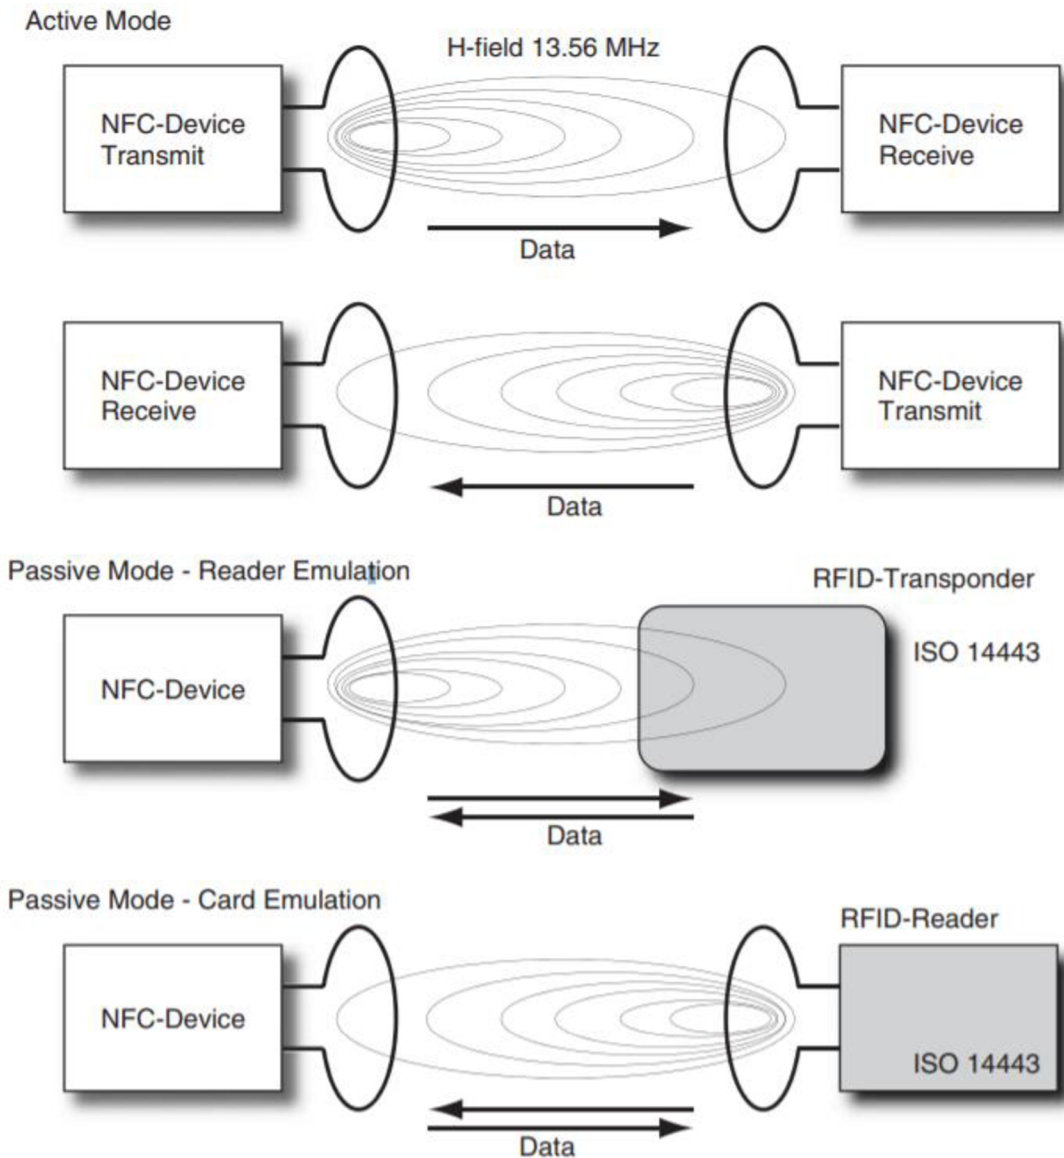 Active Mode
H-field 13.56 MHz
NFC-Device
Transmit
NFC-Device
Receive
Data
NFC-Device
Receive
NFC-Device
Transmit
Data
Passive Mode - Reader Emulation
RFID-Transponder
NFC-Device
ISO 14443
Data
Passive Mode - Card Emulation
RFID-Reader
NFC-Device
ISO 14443
Data